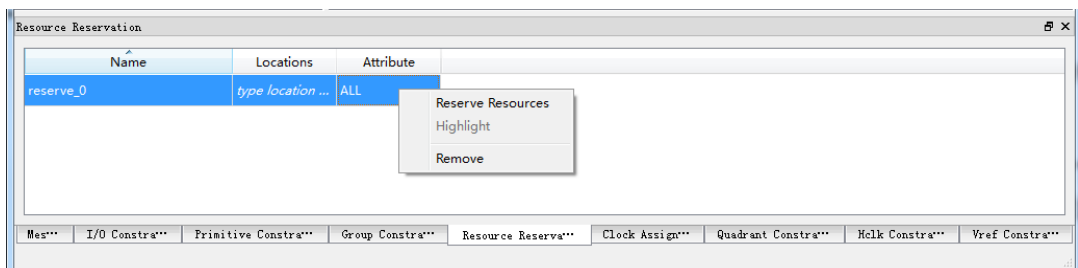 Resource Reservation
Name Locations Attribute
reserve_0 type location ... ALL
Reserve Resources
Highlight
Remove
Mes... I/O Constra... Primitive Constra... Group Constra... Resource Reserva... Clock Assign... Quadrant Constra... Hclk Constra... Vref Constra...